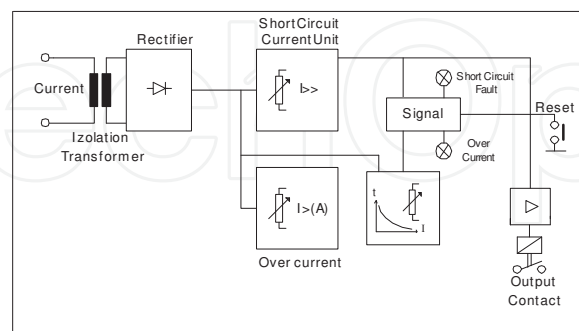 Short Circuit
Current Unit
Rectifier
Current
Izolation
Transformer
I>>
Short Circuit
Fault
Signal
Over
Current
Reset
I>(A)
t
I
Over current
Output
Contact